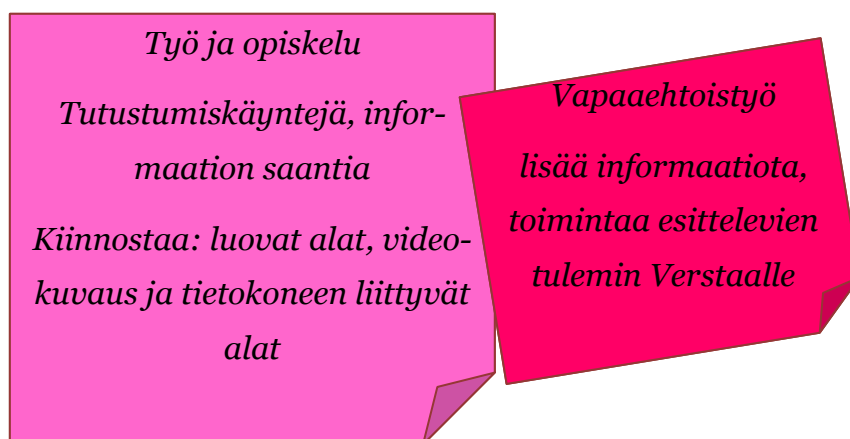 Työ ja opiskelu
Tutustumiskäyntejä, infor-
maation saantia
Kiinnostaa: luovat alat, video-
kuvaus ja tietokoneen liittyvät
alat
Vapaaehtoistyö
lisää informaatiota,
toimintaa esittelevien
tulemin Verstaalle